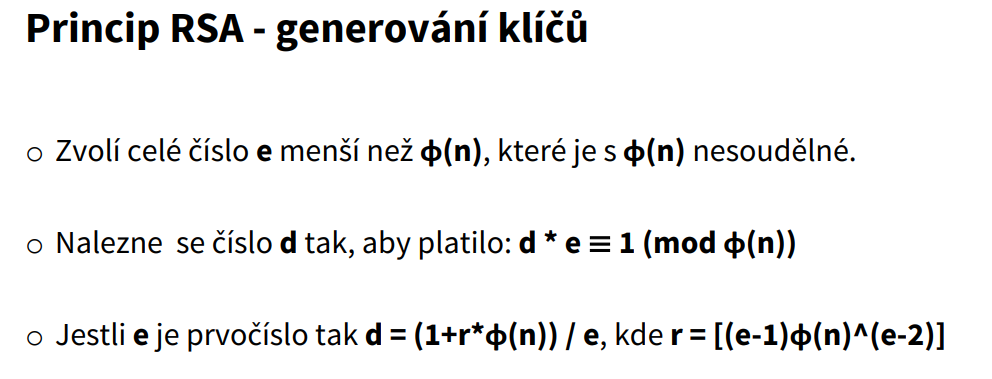 Princip RSA - generování klíčů
○ Zvolí celé číslo e menší než ϕ(n), které je s ϕ(n) nesoudělné.
○ Nalezne se číslo d tak, aby platilo: d * e ≡ 1 (mod ϕ(n))
○ Jestli e je prvočíslo tak d = (1+r*ϕ(n)) / e, kde r = [(e-1)ϕ(n)^(e-2)]